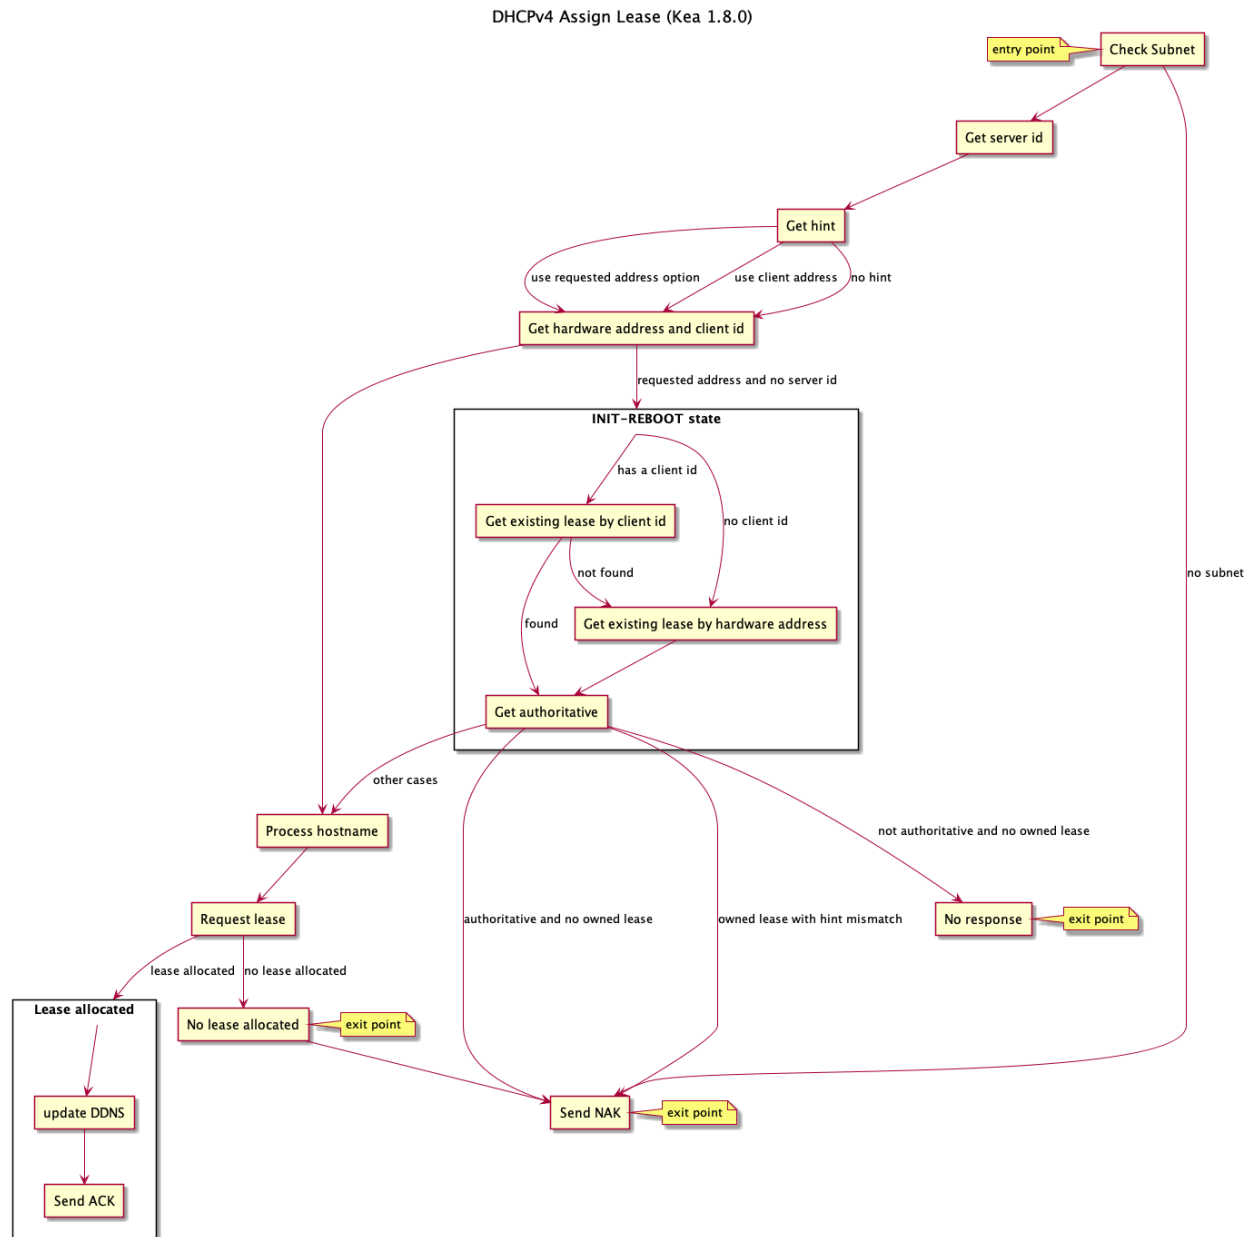 DHCPv4 Assign Lease (Kea 1.8.0)
entry point
Check Subnet
Get server id
Get hint
use requested address option
use client address
no hint
Get hardware address and client id
requested address and no server id
INIT-REBOOT state
has a client id
Get existing lease by client id
no client id
not found
no subnet
found
Get existing lease by hardware address
Get authoritative
other cases
Process hostname
not authoritative and no owned lease
Request lease
authoritative and no owned lease
owned lease with hint mismatch
No response
exit point
lease allocated
no lease allocated
Lease allocated
No lease allocated
exit point
update DDNS
Send NAK
exit point
Send ACK